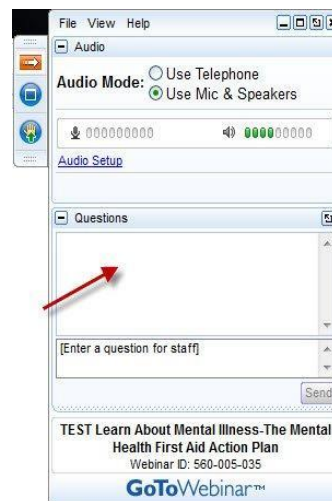 File View Help
Audio
Audio Mode:
Use Telephone
Use Mic & Speakers
Audio Setup
Questions
[Enter a question for staff]
Send
TEST Learn About Mental Illness-The Mental
Health First Aid Action Plan
Webinar ID: 560-005-035
GoToWebinar™